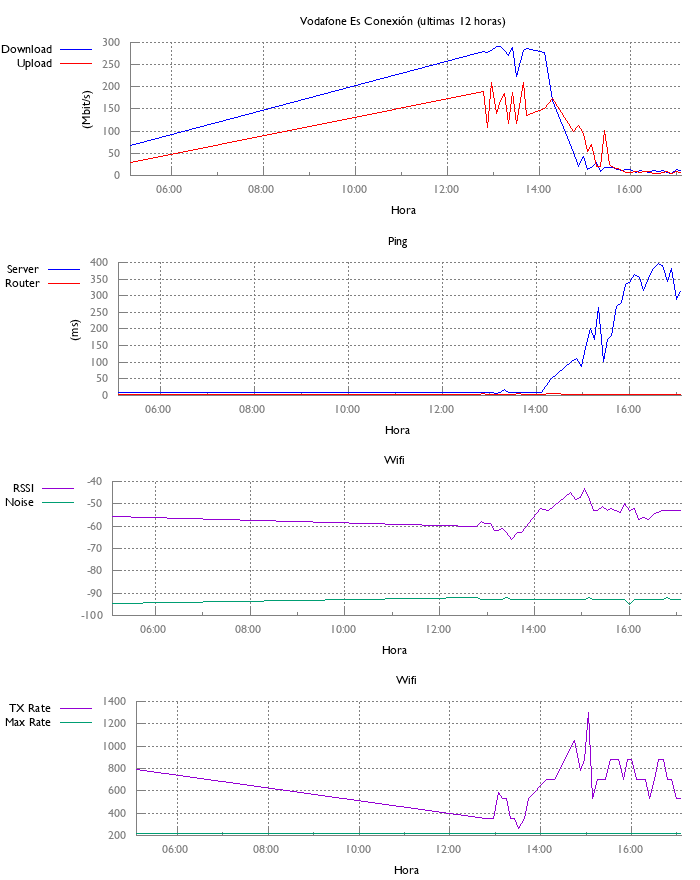 Vodafone Es Conexión (ultimas 12 horas)
Download
Upload
(Mbit/s)
300
250
200
150
100
50
0
06:00 08:00 10:00 12:00 14:00 16:00
Hora
Ping
Server
Router
(ms)
400
350
300
250
200
150
100
50
0
06:00 08:00 10:00 12:00 14:00 16:00
Hora
Wifi
RSSI
Noise
-40
-50
-60
-70
-80
-90
-100
06:00 08:00 10:00 12:00 14:00 16:00
Hora
Wifi
TX Rate
Max Rate
1400
1200
1000
800
600
400
200
06:00 08:00 10:00 12:00 14:00 16:00
Hora